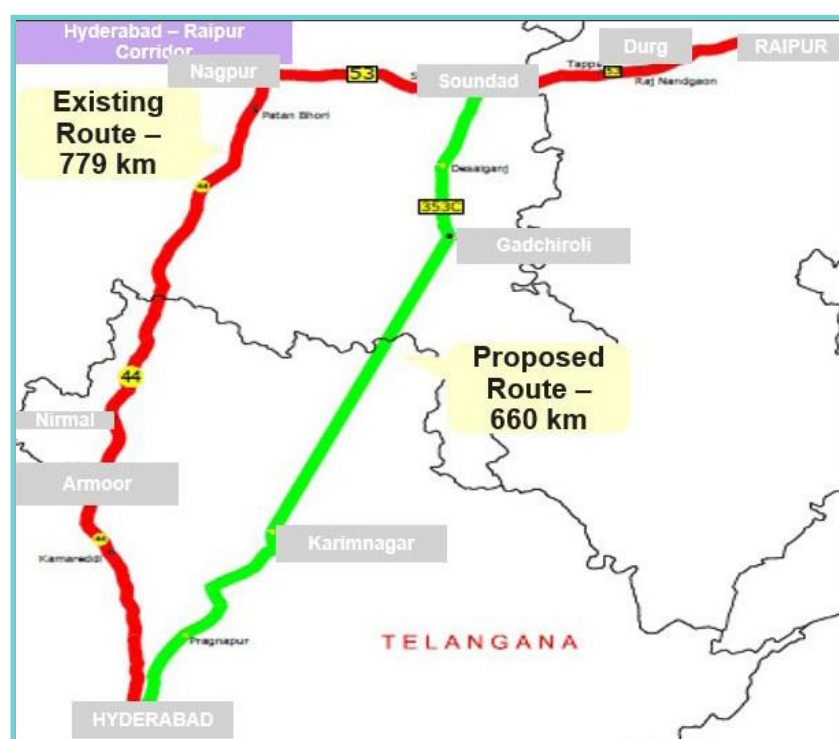 Hyderabad – Raipur
Corridor
Nagpur
53
Soundad
Tappa
53
Durg
Raj Nandgaon
RAIPUR
Existing
Route –
779 km
Patan Bhori
44
Desaiganj
353C
Gadchiroli
Proposed
Route –
660 km
44
Nirmal
Armoor
44
Kamareddi
Karimnagar
Pragnapur
TELANGANA
HYDERABAD